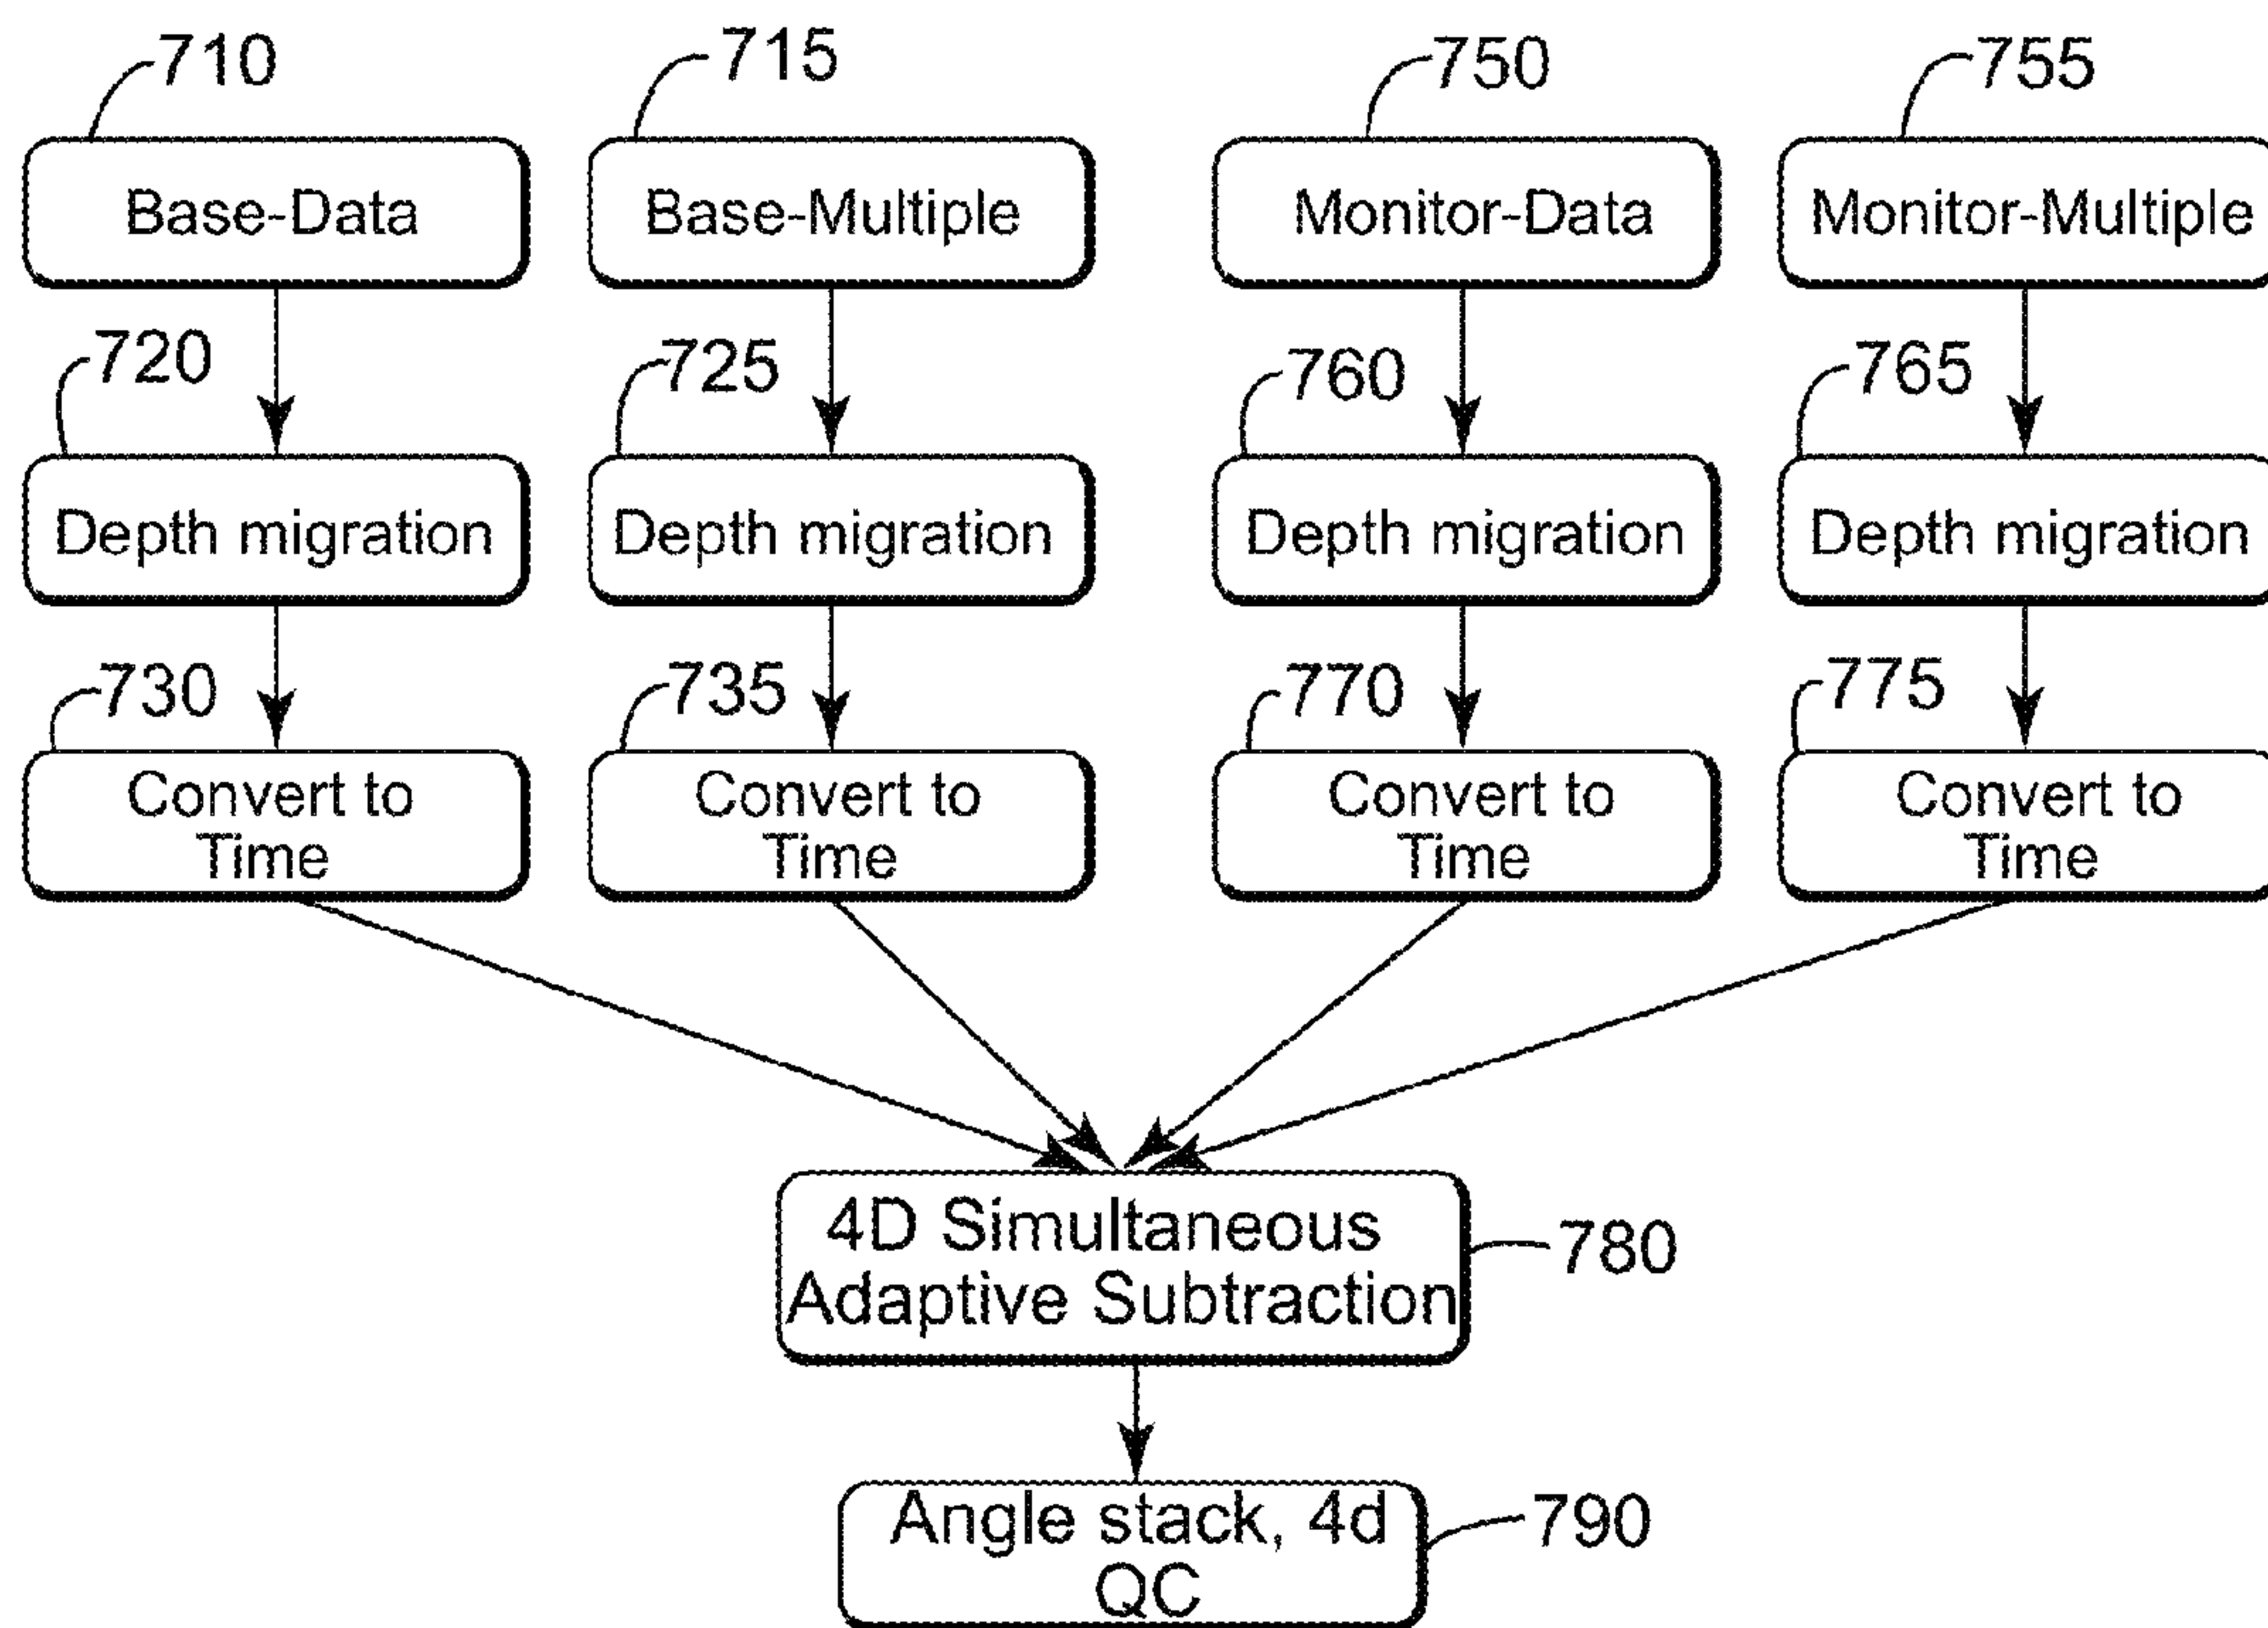 710
715
750
755
Base-Data
Base-Multiple
Monitor-Data
Monitor-Multiple
720
725
760
765
Depth migration
Depth migration
Depth migration
Depth migration
730
735
770
775
Convert to
Time
Convert to
Time
Convert to
Time
Convert to
Time
4D Simultaneous
Adaptive Subtraction
780
Angle stack, 4d
QC
790